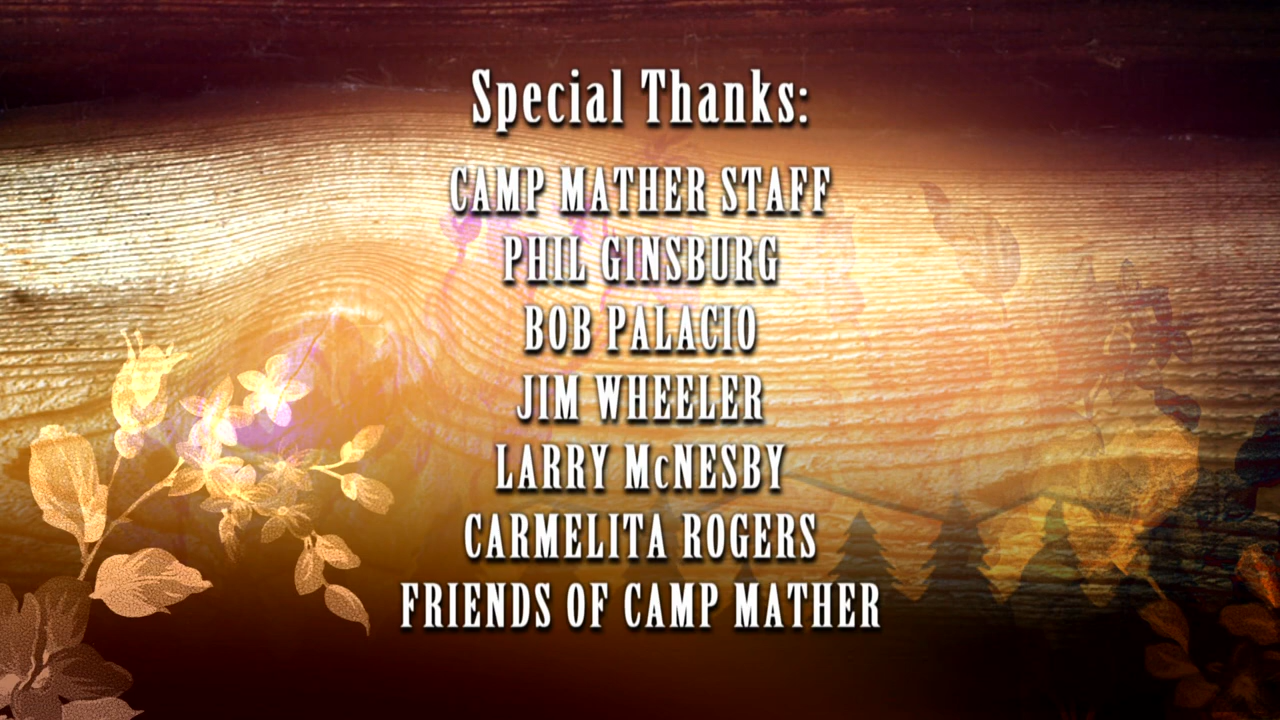 Special Thanks:
CAMP MATHER STAFF
PHIL GINSBURG
BOB PALACIO
JIM WHEELER
LARRY McNESBY
CARMELITA ROGERS
FRIENDS OF CAMP MATHER